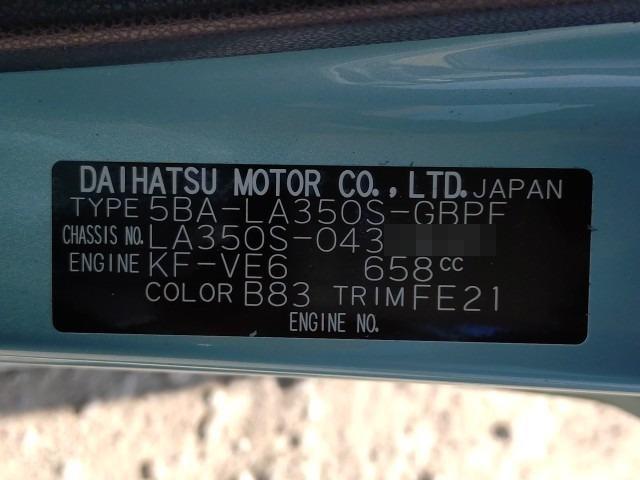 DAIHATSU MOTOR CO., LTD. JAPAN
TYPE 5BA-LA350S-GBPF
CHASSIS NO. LA350S-043
ENGINE KF-VE6 658cc
COLOR B83 TRIM FE21
ENGINE NO.